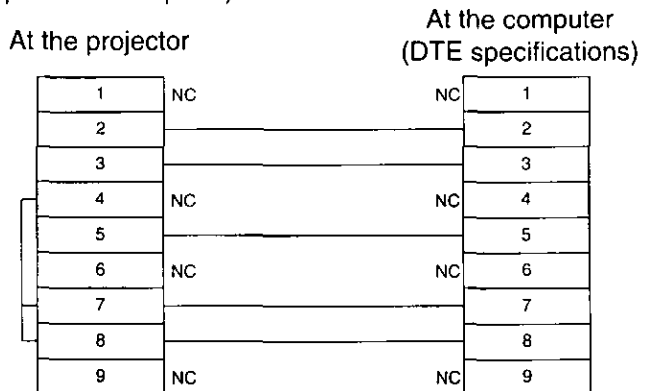 At the projector
At the computer
(DTE specifications)
1 NC NC 1
2 2
3 3
4 NC NC 4
5 5
6 NC NC 6
7 7
8 8
9 NC NC 9